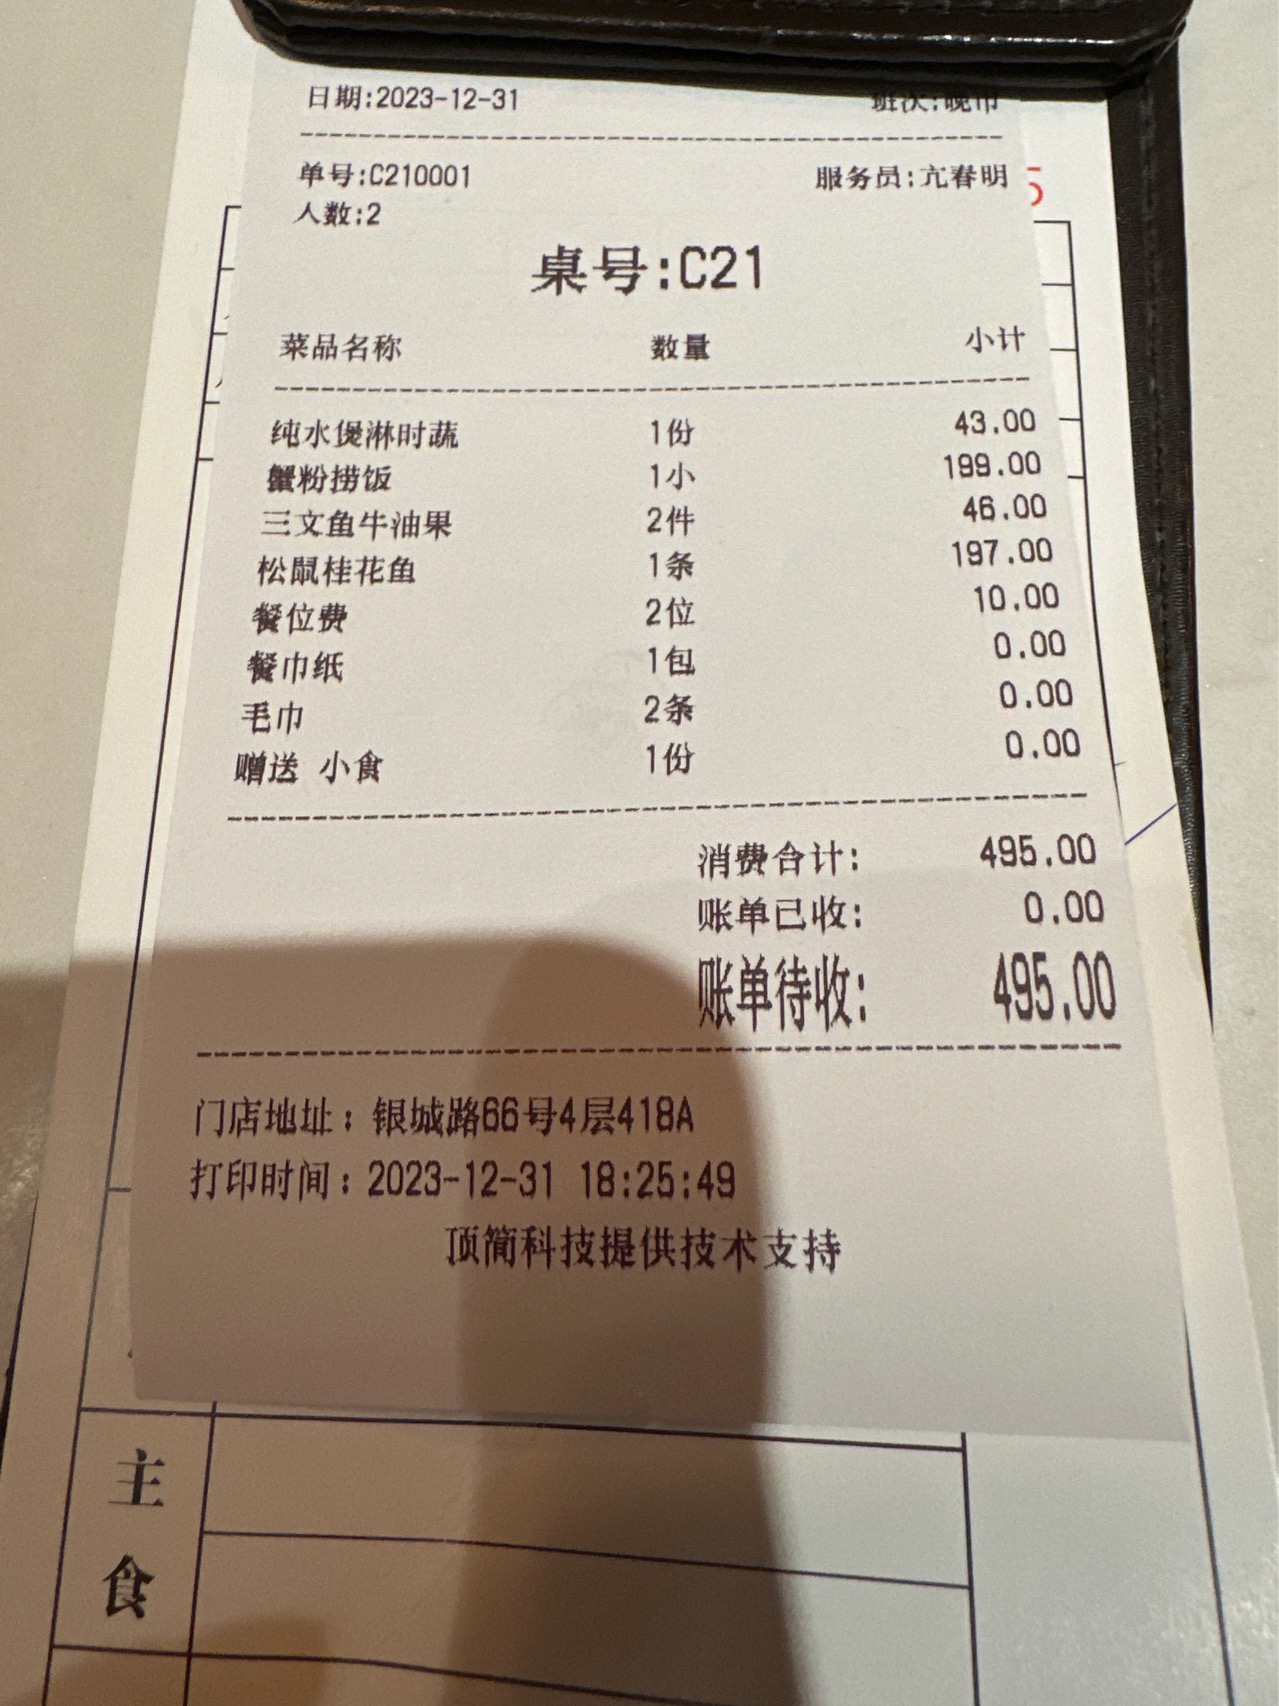 日期:2023-12-31 班次:晚市
单号:C210001 服务员:亢春明
5
人数:2
桌号:C21
菜品名称 数量 小计
纯水煲淋时蔬 1份 43.00
蟹粉捞饭 1小 199.00
三文鱼牛油果 2件 46.00
松鼠桂花鱼 1条 197.00
餐位费 2位 10.00
餐巾纸 1包 0.00
毛巾 2条 0.00
赠送 小食 1份 0.00
消费合计: 495.00
账单已收: 0.00
账单待收: 495.00
门店地址: 银城路66号4层418A
打印时间: 2023-12-31 18:25:49
顶简科技提供技术支持
主
食